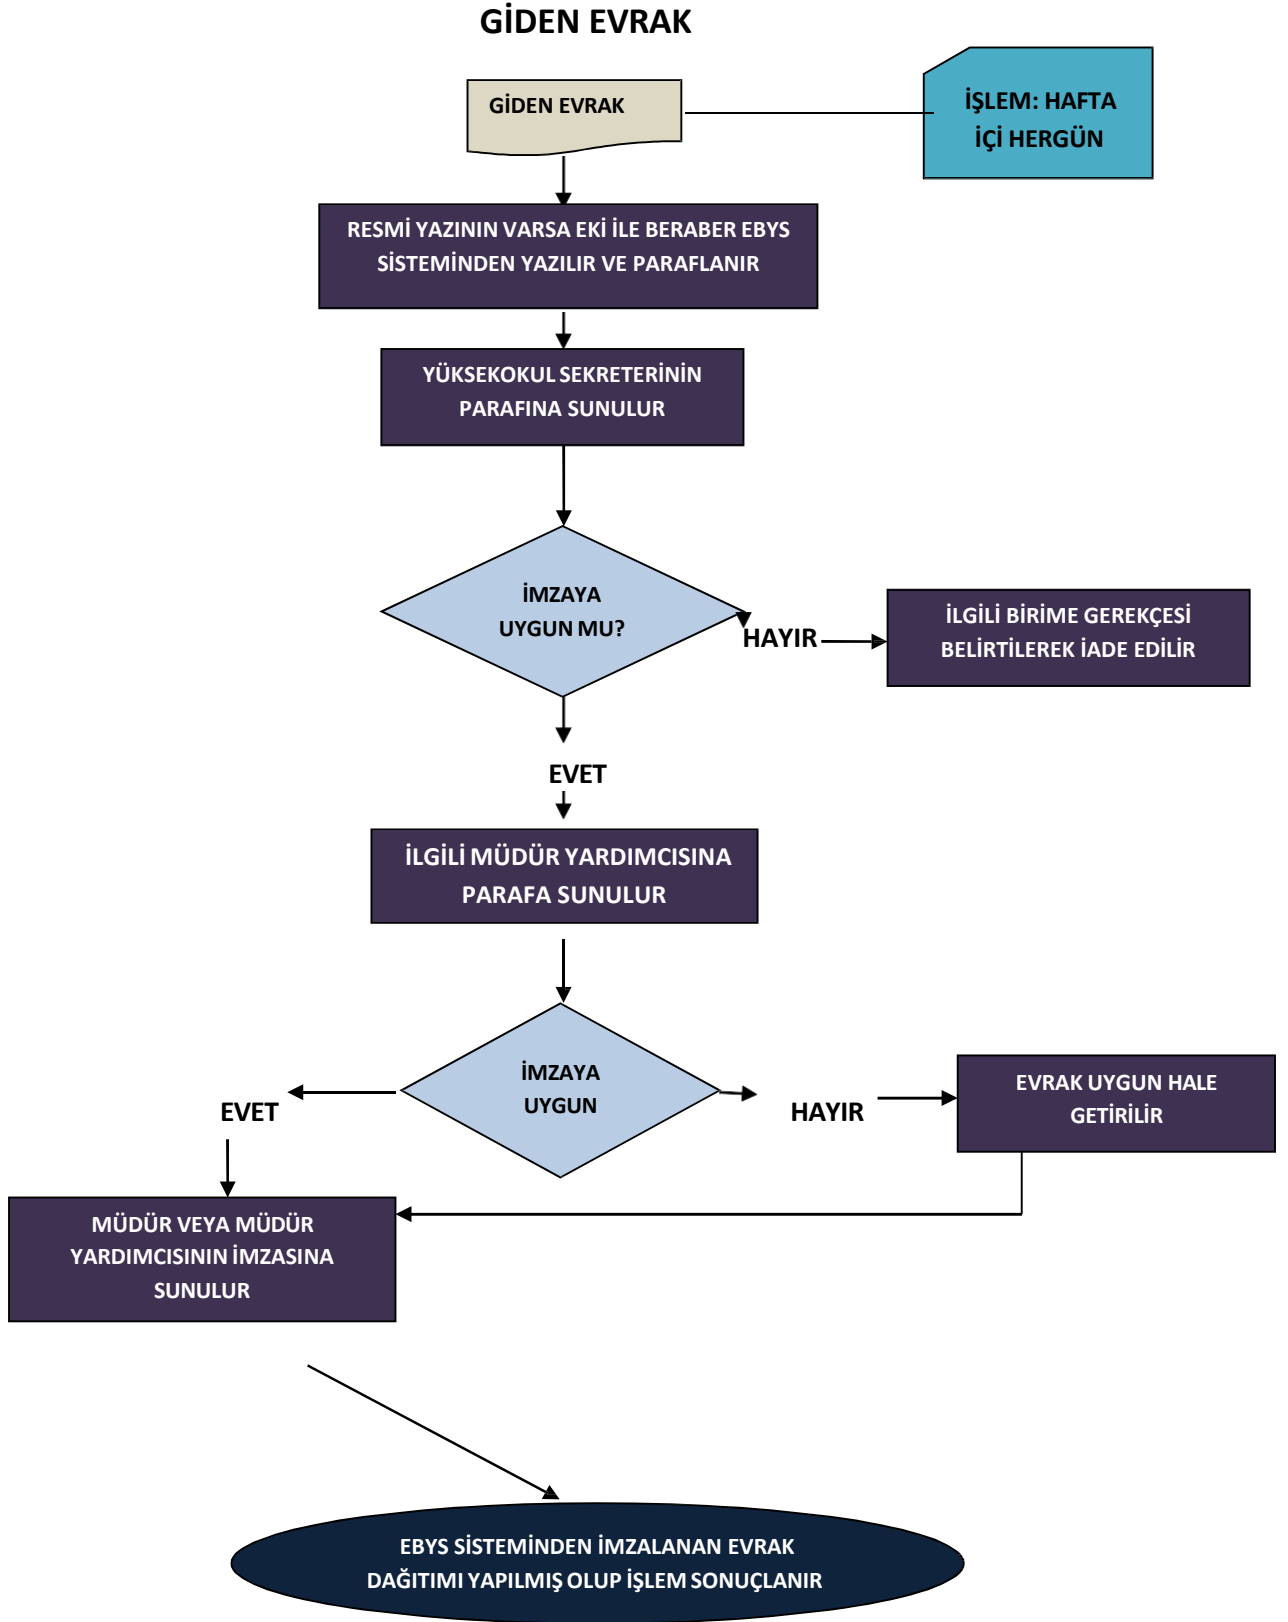 GİDEN EVRAK
GİDEN EVRAK
İŞLEM: HAFTA
İÇİ HERGÜN
RESMİ YAZININ VARSA EKİ İLE BERABER EBYS
SİSTEMİNDEN YAZILIR VE PARAFLANIR
YÜKSEKOKUL SEKRETERİNİN
PARAFINA SUNULUR
İMZAYA
UYGUN MU?
HAYIR
İLGİLİ BİRİME GEREKÇESİ
BELİRTİLEREK İADE EDİLİR
EVET
İLGİLİ MÜDÜR YARDIMCISINA
PARAFA SUNULUR
İMZAYA
UYGUN
EVET
HAYIR
EVRAK UYGUN HALE
GETİRİLİR
MÜDÜR VEYA MÜDÜR
YARDIMCISININ İMZASINA
SUNULUR
EBYS SİSTEMİNDEN İMZALANAN EVRAK
DAĞITIMI YAPILMIŞ OLUP İŞLEM SONUÇLANIR